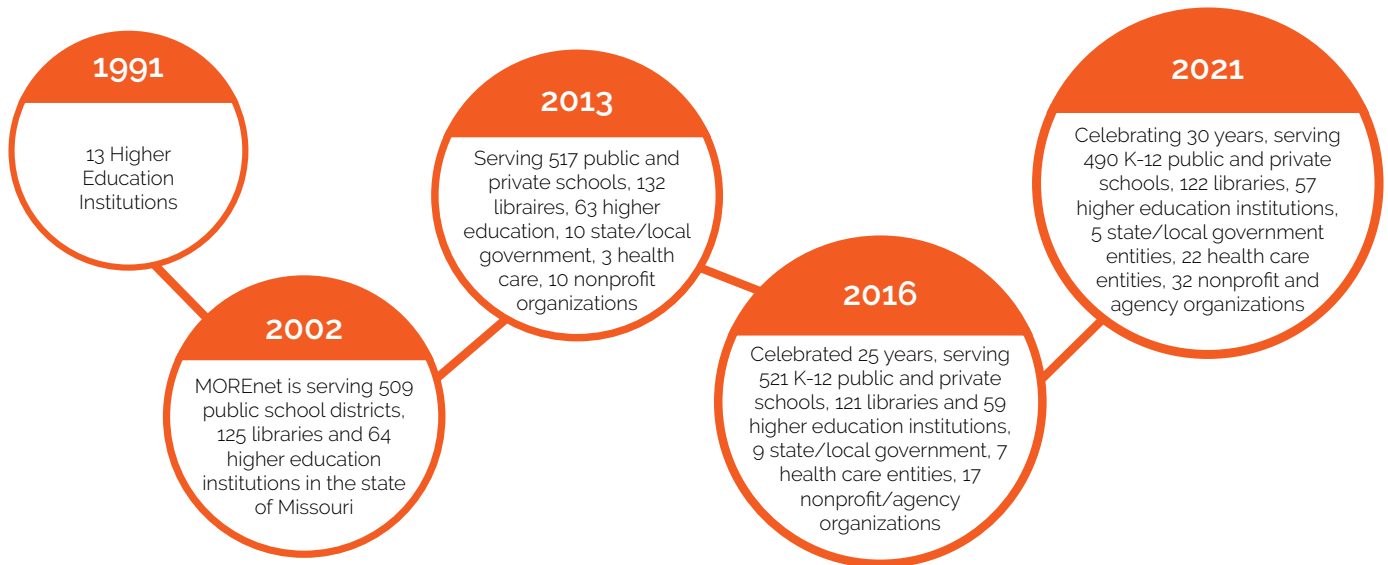 1991
13 Higher
Education
Institutions
2002
MOREnet is serving 509
public school districts,
125 libraries and 64
higher education
institutions in the state
of Missouri
2013
Serving 517 public and
private schools, 132
libraires, 63 higher
education, 10 state/local
government, 3 health
care, 10 nonprofit
organizations
2016
Celebrated 25 years, serving
521 K-12 public and private
schools, 121 libraries and 59
higher education institutions,
9 state/local government, 7
health care entities, 17
nonprofit/agency
organizations
2021
Celebrating 30 years, serving
490 K-12 public and private
schools, 122 libraries, 57
higher education institutions,
5 state/local government
entities, 22 health care
entities, 32 nonprofit and
agency organizations